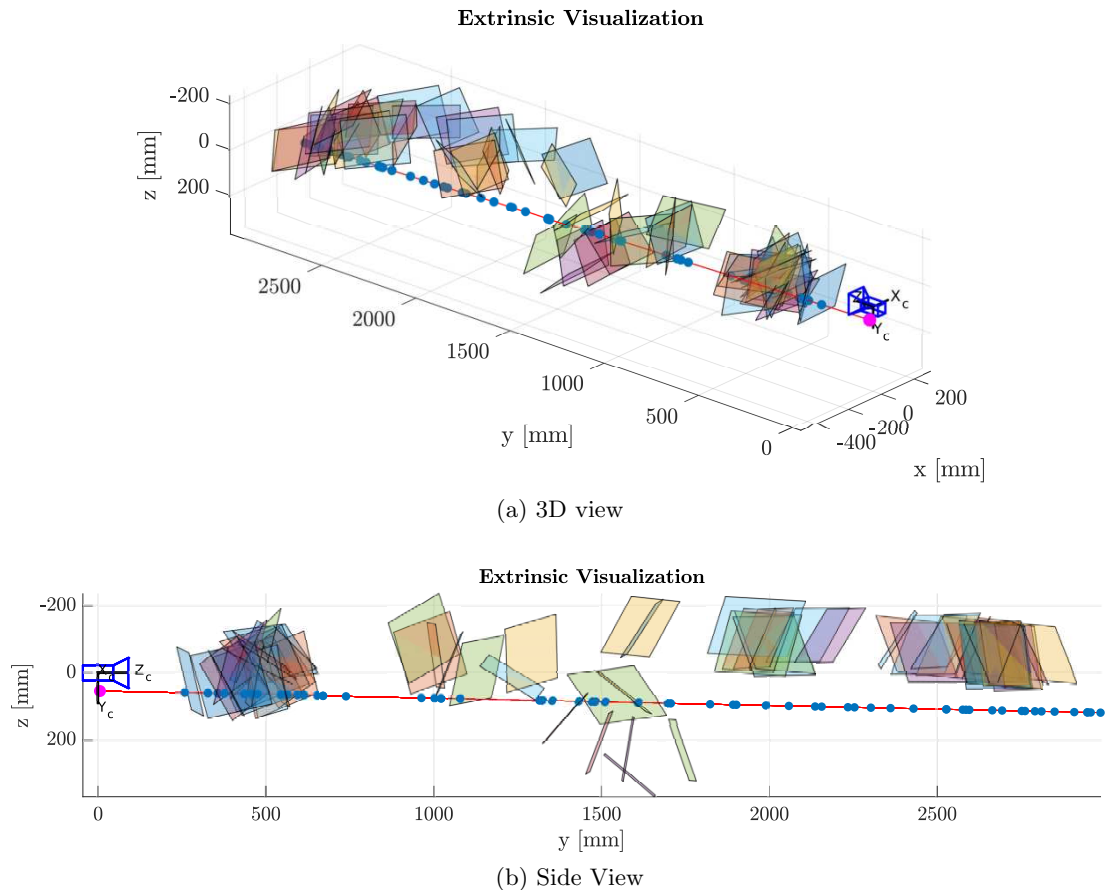 Extrinsic Visualization
-200
0
200
z [mm]
2500
2000
1500
1000
500
0
y [mm]
200
0
-200
-400
x [mm]
Z
X_c
Y_c
(a) 3D view
Extrinsic Visualization
-200
0
200
z [mm]
Z_c
Y_c
0
500
1000
1500
2000
2500
y [mm]
(b) Side View